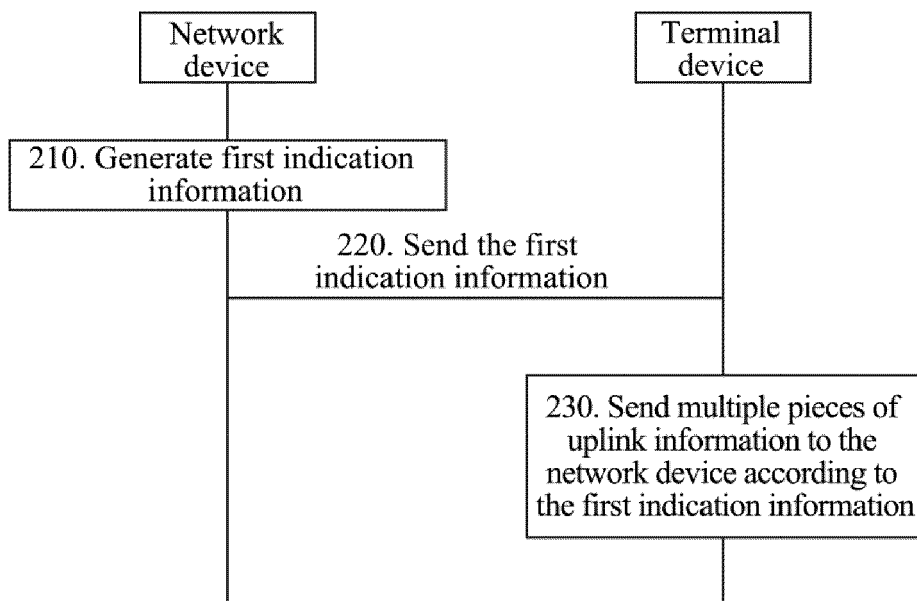 Network
device
Terminal
device
210. Generate first indication
information
220. Send the first
indication information
230. Send multiple pieces of
uplink information to the
network device according to
the first indication information